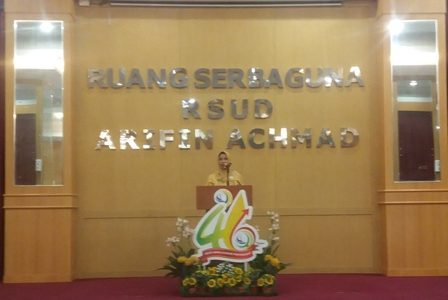 RUANG SERBAGUNA
RSUD
ARIFIN ACHMAD
46